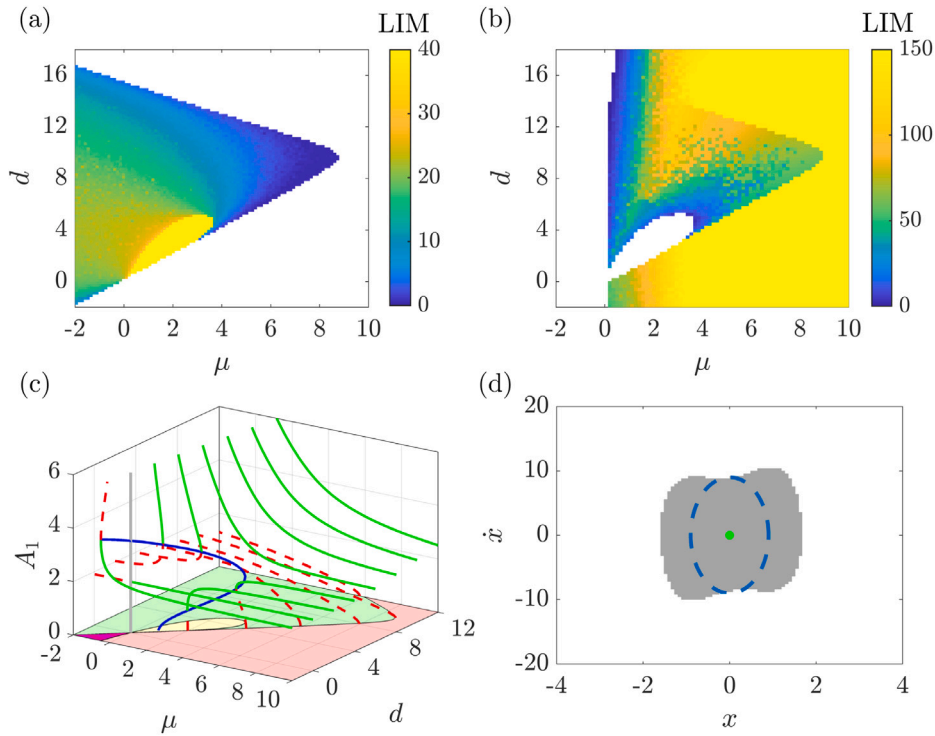 (a) LIM (b) LIM
16 40 16 150
12 30 12 100
d 8 20 d 8
4 10 4 50
0 0 0 0
-2 0 2 4 6 8 10 -2 0 2 4 6 8 10
μ μ
(c) (d)
6 20
4 10
A₁ ẋ 0
2 -10
0 12 -20
-2 0 2 4 6 8 10 0 4 8 -4 -2 0 2 4
μ d x